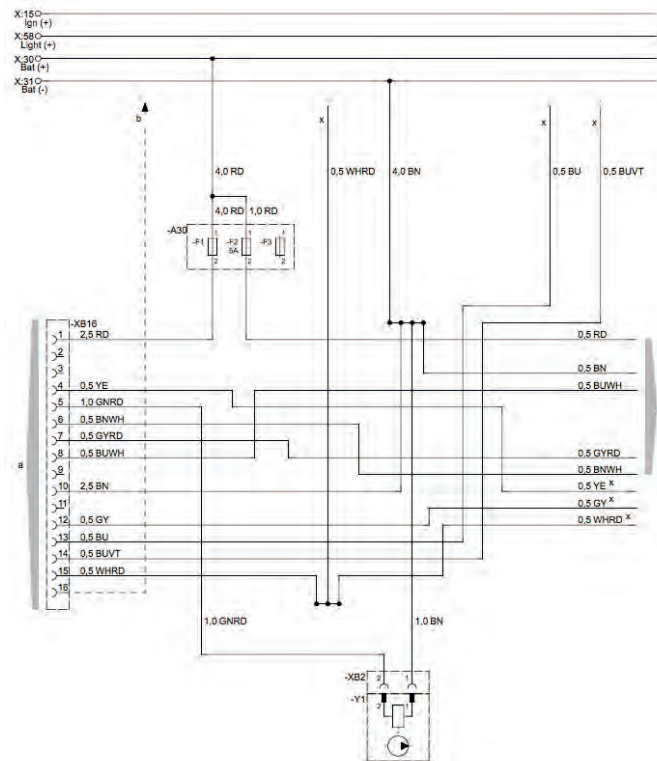 X:15
Ign (+)
X:58
Light (+)
X:30
Bat (+)
X:31
Bat (-)
b
x
x
x
4,0 RD
0,5 WHRD
4,0 BN
0,5 BU
0,5 BUVT
4,0 RD
1,0 RD
-A30
1
1
1
-F1
-F2
5A
-F3
2
2
2
-XB16
1
2,5 RD
0,5 RD
2
3
0,5 BN
4
0,5 YE
0,5 BUWH
5
1,0 GNRD
6
0,5 BNWH
7
0,5 GYRD
8
0,5 BUWH
0,5 GYRD
a
9
0,5 BNWH
10
2,5 BN
0,5 YE x
11
0,5 GY x
12
0,5 GY
0,5 WHRD x
13
0,5 BU
14
0,5 BUVT
15
0,5 WHRD
16
1,0 GNRD
1,0 BN
-XB2
2
1
-Y1
2
1